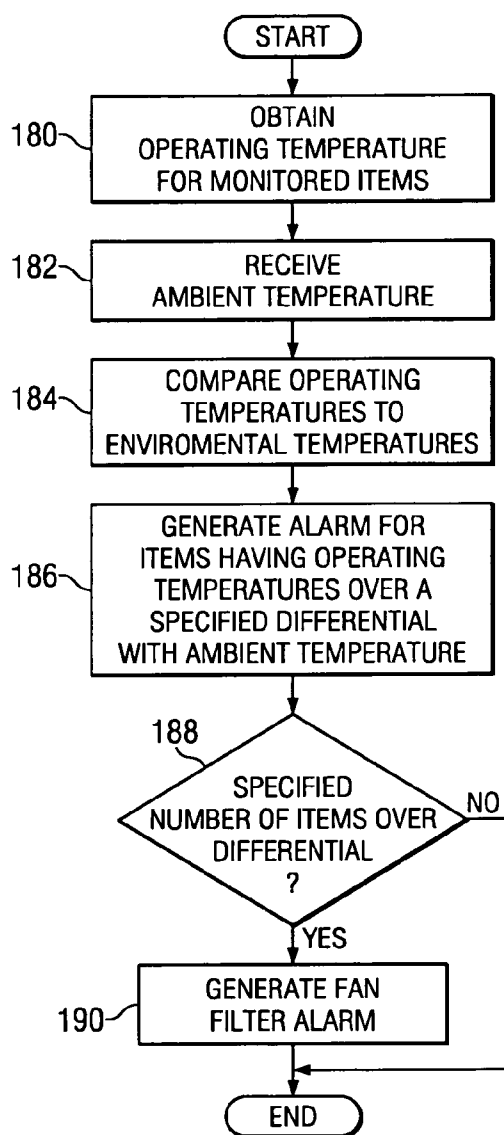 START
180
OBTAIN
OPERATING TEMPERATURE
FOR MONITORED ITEMS
182
RECEIVE
AMBIENT TEMPERATURE
184
COMPARE OPERATING
TEMPERATURES TO
ENVIROMENTAL TEMPERATURES
186
GENERATE ALARM FOR
ITEMS HAVING OPERATING
TEMPERATURES OVER A
SPECIFIED DIFFERENTIAL
WITH AMBIENT TEMPERATURE
188
SPECIFIED
NUMBER OF ITEMS OVER
DIFFERENTIAL
?
NO
YES
190
GENERATE FAN
FILTER ALARM
END